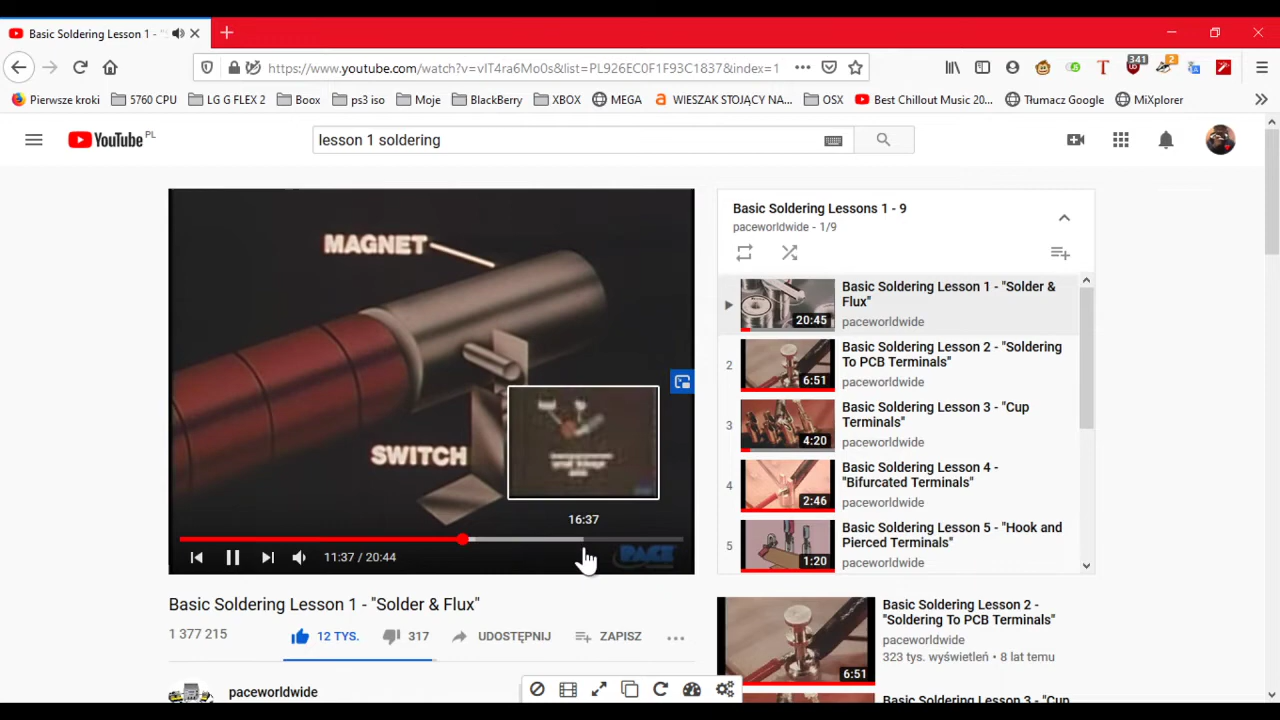 Basic Soldering Lesson 1 - "S
https://www.youtube.com/watch?v=vIT4ra6Mo0s&list=PL926EC0F1F93C1837&index=1
341
2
Pierwsze kroki
5760 CPU
LG G FLEX 2
Boox
ps3 iso
Moje
BlackBerry
XBOX
MEGA
WIESZAK STOJĄCY NA...
OSX
Best Chillout Music 20...
Tłumacz Google
MiXplorer
YouTube PL
lesson 1 soldering
MAGNET
SWITCH
16:37
11:37 / 20:44
PACE
Basic Soldering Lessons 1 - 9
paceworldwide - 1/9
Basic Soldering Lesson 1 - "Solder &
Flux"
20:45
paceworldwide
2
Basic Soldering Lesson 2 - "Soldering
To PCB Terminals"
6:51
paceworldwide
3
Basic Soldering Lesson 3 - "Cup
Terminals"
4:20
paceworldwide
4
Basic Soldering Lesson 4 -
"Bifurcated Terminals"
2:46
paceworldwide
5
Basic Soldering Lesson 5 - "Hook and
Pierced Terminals"
1:20
paceworldwide
Basic Soldering Lesson 1 - "Solder & Flux"
1 377 215
12 TYS.
317
UDOSTĘPNIJ
ZAPISZ
paceworldwide
Basic Soldering Lesson 2 -
"Soldering To PCB Terminals"
paceworldwide
323 tys. wyświetleń • 8 lat temu
6:51
Basic Soldering Lesson 3 - "Cup